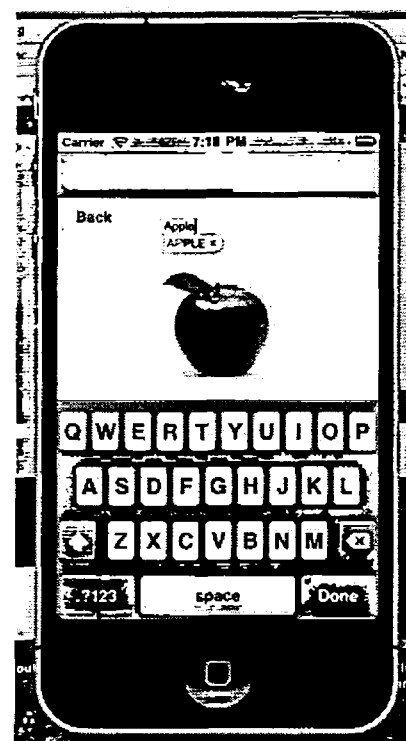 Carrier 7:18 PM
Back
Apple
APPLE ×
Q W E R T Y U I O P
A S D F G H J K L
Z X C V B N M
.?123 space Done